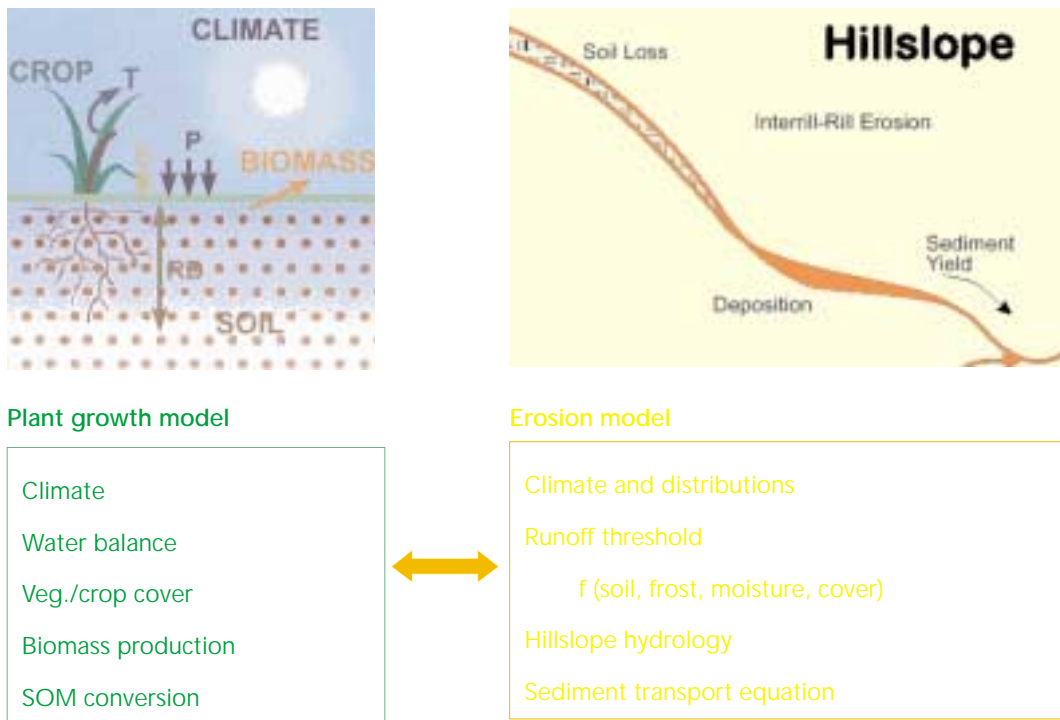 CLIMATE
CROP
T
P
BIOMASS
RB
SOIL
Hillslope
Soil Loss
Interrill-Rill Erosion
Sediment
Yield
Deposition
Plant growth model
Climate
Water balance
Veg./crop cover
Biomass production
SOM conversion
Erosion model
Climate and distributions
Runoff threshold
f (soil, frost, moisture, cover)
Hillslope hydrology
Sediment transport equation